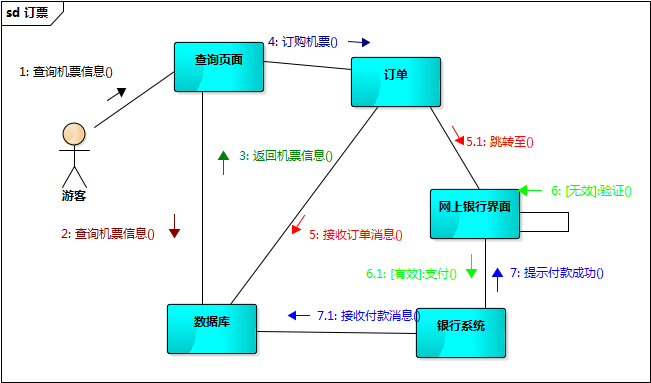 sd 订票
4: 订购机票()
查询页面
订单
1: 查询机票信息()
5.1: 跳转至()
3: 返回机票信息()
游客
6: [无效]:验证()
网上银行界面
2: 查询机票信息()
5: 接收订单消息()
6.1: [有效]:支付()
7: 提示付款成功()
数据库
7.1: 接收付款消息()
银行系统